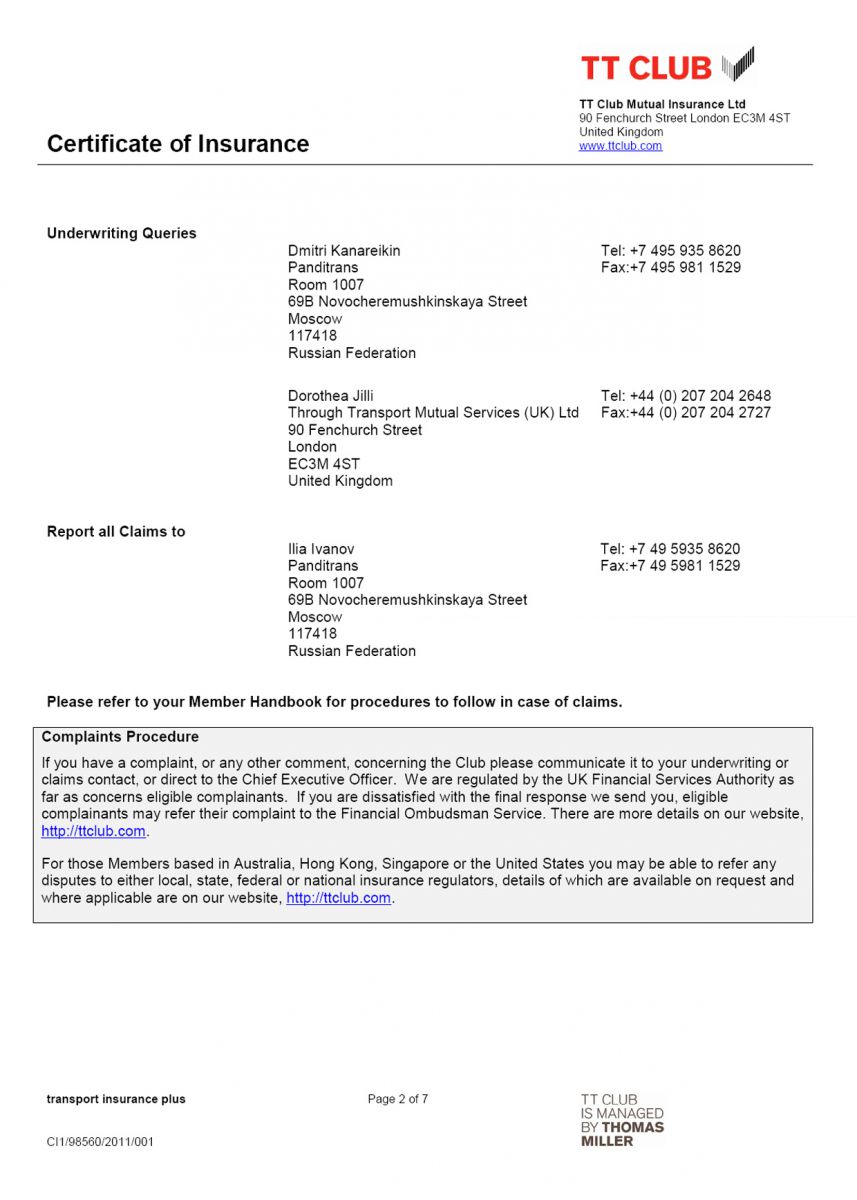 TT CLUB
TT Club Mutual Insurance Ltd
90 Fenchurch Street London EC3M 4ST
United Kingdom
www.ttclub.com
Certificate of Insurance
Underwriting Queries
Dmitri Kanareikin Tel: +7 495 935 8620
Panditrans Fax:+7 495 981 1529
Room 1007
69B Novocheremushkinskaya Street
Moscow
117418
Russian Federation
Dorothea Jilli Tel: +44 (0) 207 204 2648
Through Transport Mutual Services (UK) Ltd Fax:+44 (0) 207 204 2727
90 Fenchurch Street
London
EC3M 4ST
United Kingdom
Report all Claims to
Ilia Ivanov Tel: +7 49 5935 8620
Panditrans Fax:+7 49 5981 1529
Room 1007
69B Novocheremushkinskaya Street
Moscow
117418
Russian Federation
Please refer to your Member Handbook for procedures to follow in case of claims.
Complaints Procedure
If you have a complaint, or any other comment, concerning the Club please communicate it to your underwriting or
claims contact, or direct to the Chief Executive Officer. We are regulated by the UK Financial Services Authority as
far as concerns eligible complainants. If you are dissatisfied with the final response we send you, eligible
complainants may refer their complaint to the Financial Ombudsman Service. There are more details on our website,
http://ttclub.com.
For those Members based in Australia, Hong Kong, Singapore or the United States you may be able to refer any
disputes to either local, state, federal or national insurance regulators, details of which are available on request and
where applicable are on our website, http://ttclub.com.
transport insurance plus Page 2 of 7
TT CLUB
IS MANAGED
BY THOMAS
MILLER
CI1/98560/2011/001